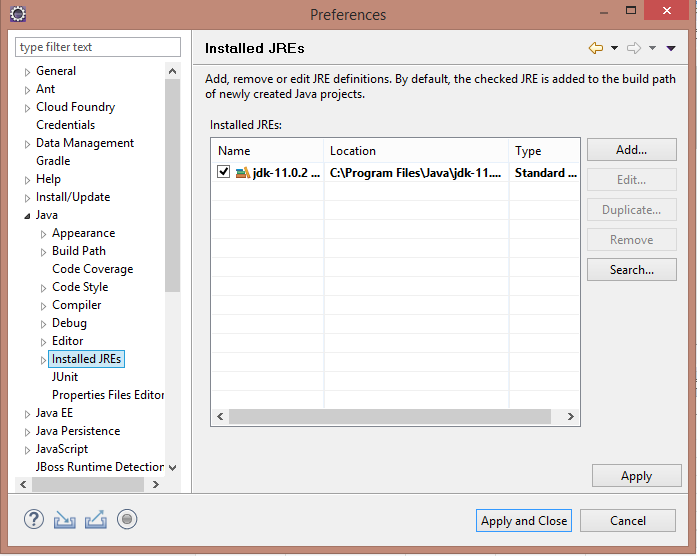 Preferences
type filter text
General
Ant
Cloud Foundry
Credentials
Data Management
Gradle
Help
Install/Update
Java
Appearance
Build Path
Code Coverage
Code Style
Compiler
Debug
Editor
Installed JREs
JUnit
Properties Files Editor
Java EE
Java Persistence
JavaScript
JBoss Runtime Detection
Installed JREs
Add, remove or edit JRE definitions. By default, the checked JRE is added to the build path
of newly created Java projects.
Installed JREs:
Name Location Type
jdk-11.0.2 ... C:\Program Files\Java\jdk-11.... Standard ...
Add...
Edit...
Duplicate...
Remove
Search...
Apply
?
Apply and Close Cancel